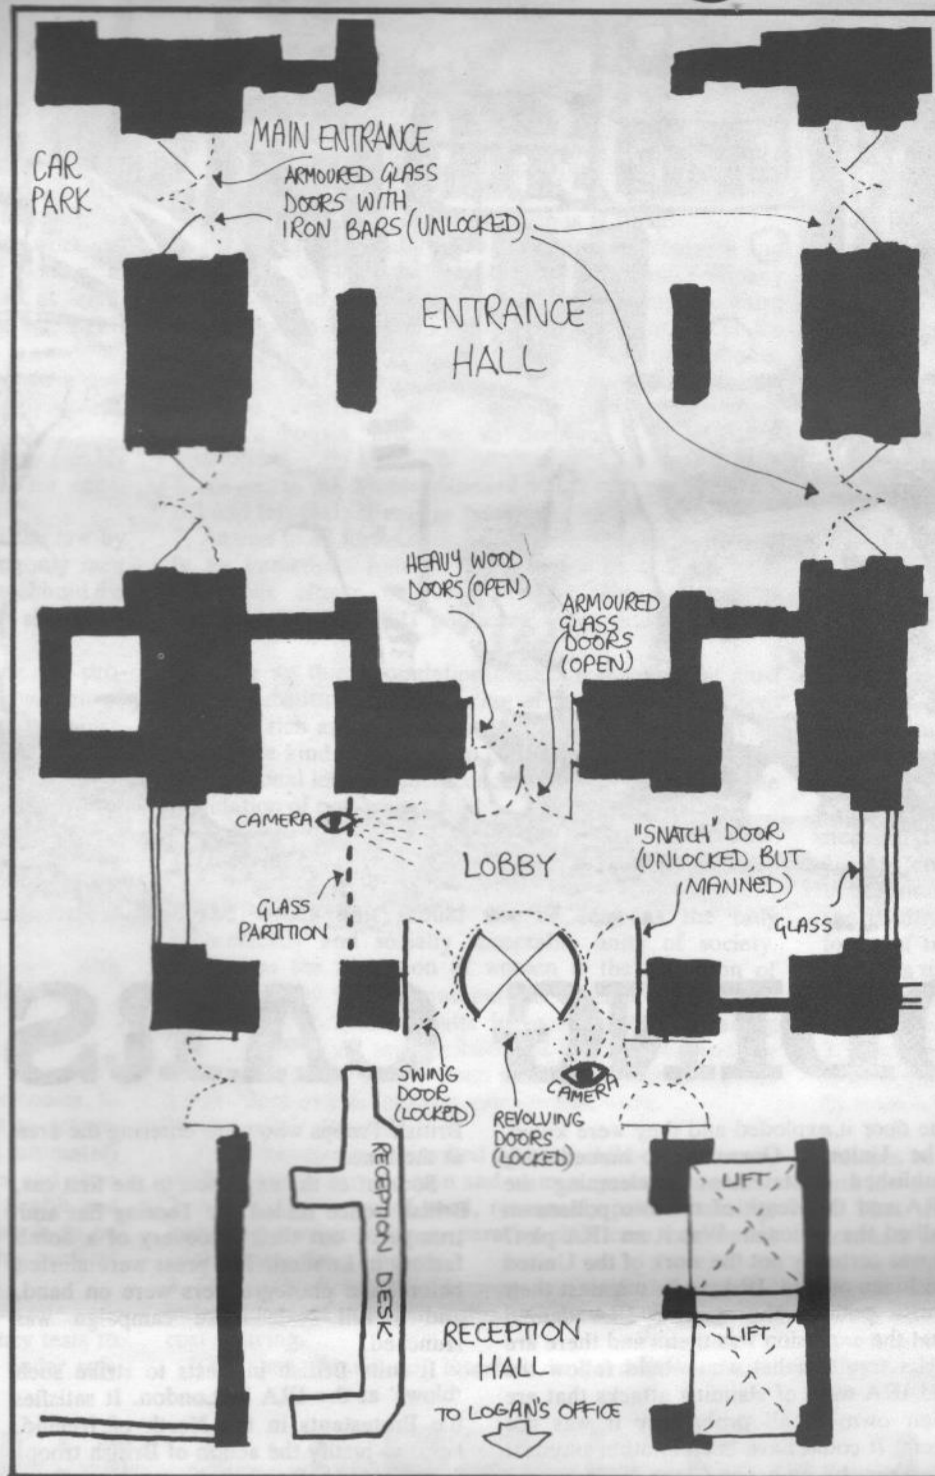 CAR
PARK
MAIN ENTRANCE
ARMOURED GLASS
DOORS WITH
IRON BARS (UNLOCKED)
ENTRANCE
HALL
HEAVY WOOD
DOORS (OPEN)
ARMOURED
GLASS
DOORS
(OPEN)
CAMERA
LOBBY
"SNATCH" DOOR
(UNLOCKED, BUT
MANNED)
GLASS
PARTITION
GLASS
SWING
DOOR
(LOCKED)
CAMER
REVOLVING
DOORS
(LOCKED)
RECEPTION DESK
LIFT
LIFT
RECEPTION
HALL
TO LOGAN'S OFFICE